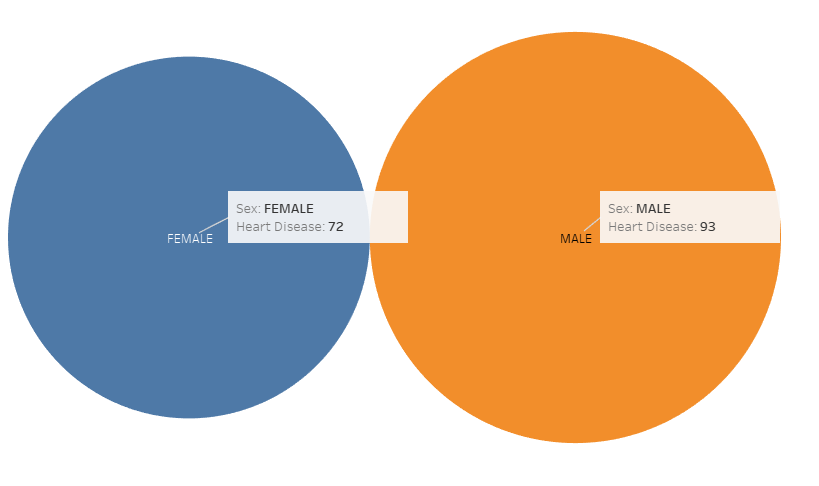 Sex: FEMALE
Heart Disease: 72
FEMALE
Sex: MALE
Heart Disease: 93
MALE